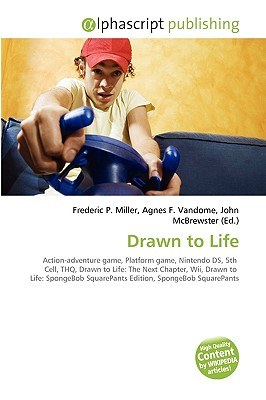 alphascript publishing
Frederic P. Miller, Agnes F. Vandome, John
McBrewster (Ed.)
Drawn to Life
Action-adventure game, Platform game, Nintendo DS, 5th
Cell, THQ, Drawn to Life: The Next Chapter, Wii, Drawn to
Life: SpongeBob SquarePants Edition, SpongeBob SquarePants
High Quality
Content
by WIKIPEDIA
articles!